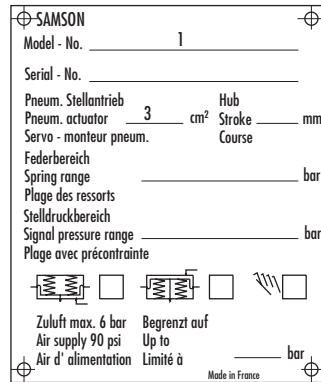 SAMSON
Model - No. 1
Serial - No.
Pneum. Stellantrieb Hub
Pneum. actuator 3 cm² Stroke mm
Servo - monteur pneum. Course
Federbereich
Spring range bar
Plage des ressorts
Stelldruckbereich
Signal pressure range bar
Plage avec précontrainte
Zuluft max. 6 bar Begrenzt auf
Air supply 90 psi Up to
Air d' alimentation Limité à bar
Made in France